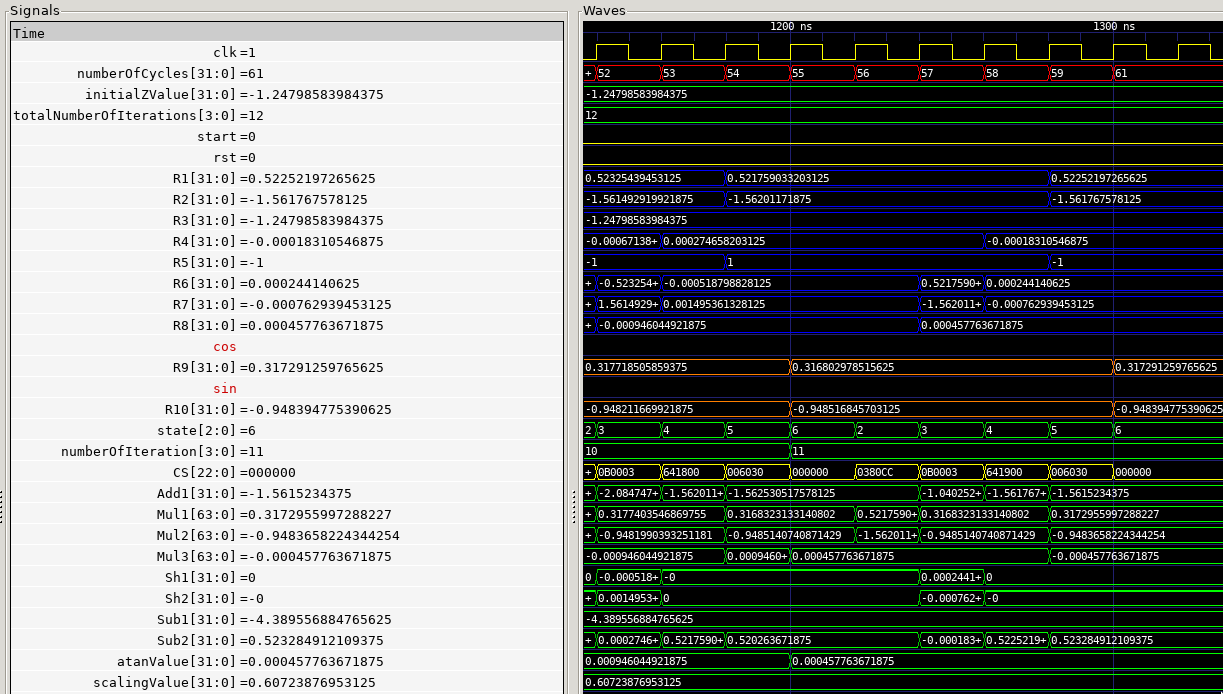 Signals
Waves
Time
1200 ns 1300 ns
clk=1
numberOfCycles[31:0]=61
+ 52 53 54 55 56 57 58 59 61
initialZValue[31:0]=-1.24798583984375
-1.24798583984375
totalNumberOfIterations[3:0]=12
12
start=0
rst=0
R1[31:0]=0.52252197265625
0.52325439453125 0.521759033203125 0.52252197265625
R2[31:0]=-1.561767578125
-1.561492919921875 -1.56201171875 -1.561767578125
R3[31:0]=-1.24798583984375
-1.24798583984375
R4[31:0]=-0.00018310546875
-0.00067138+ 0.000274658203125 -0.00018310546875
R5[31:0]=-1
-1 1 -1
R6[31:0]=0.000244140625
+ -0.523254+ -0.000518798828125 0.5217590+ 0.000244140625
R7[31:0]=-0.000762939453125
+ 1.5614929+ 0.001495361328125 -1.562011+ -0.000762939453125
R8[31:0]=0.000457763671875
+ -0.000946044921875 0.000457763671875
cos
R9[31:0]=0.317291259765625
0.317718505859375 0.316802978515625 0.317291259765625
sin
R10[31:0]=-0.948394775390625
-0.948211669921875 -0.948516845703125 -0.948394775390625
state[2:0]=6
2 3 4 5 6 2 3 4 5 6
numberOfIteration[3:0]=11
10 11
CS[22:0]=000000
+ 0B0003 641800 006030 000000 0380CC 0B0003 641900 006030 000000
Add1[31:0]=-1.5615234375
+ -2.084747+ -1.562011+ -1.562530517578125 -1.040252+ -1.561767+ -1.5615234375
Mul1[63:0]=0.3172955997288227
+ 0.3177403546869755 0.3168323133140802 0.5217590+ 0.3168323133140802 0.3172955997288227
Mul2[63:0]=-0.9483658224344254
+ -0.9481990393251181 -0.9485140740871429 -1.562011+ -0.9485140740871429 -0.9483658224344254
Mul3[63:0]=-0.000457763671875
-0.000946044921875 0.0009460+ 0.000457763671875 -0.000457763671875
Sh1[31:0]=0
0 -0.000518+ -0 0.0002441+ 0
Sh2[31:0]=-0
+ 0.0014953+ 0 -0.000762+ -0
Sub1[31:0]=-4.389556884765625
-4.389556884765625
Sub2[31:0]=0.523284912109375
+ 0.0002746+ 0.5217590+ 0.520263671875 -0.000183+ 0.5225219+ 0.523284912109375
atanValue[31:0]=0.000457763671875
0.000946044921875 0.000457763671875
scalingValue[31:0]=0.60723876953125
0.60723876953125